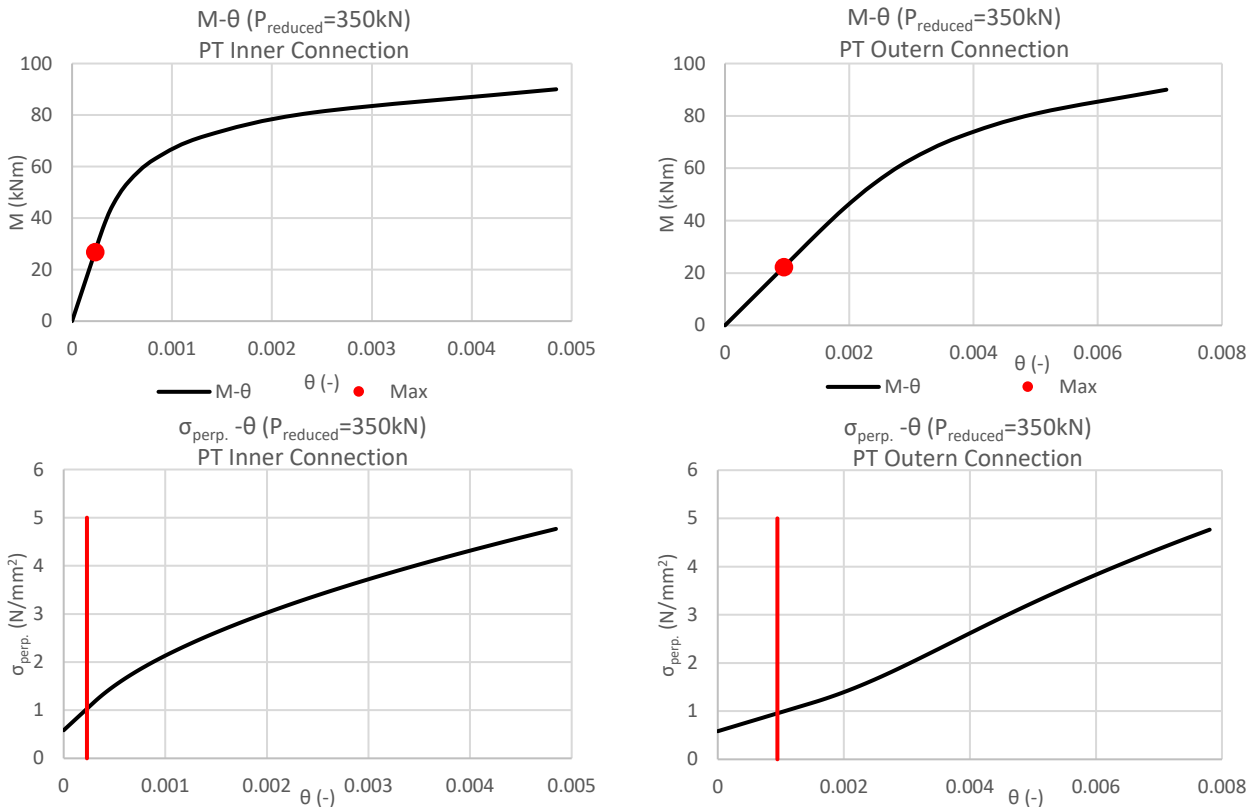 M-θ (Preduced=350kN)
PT Inner Connection
100
80
60
40
20
0
M (kNm)
0 0.001 0.002 0.003 0.004 0.005
θ (-)
M-θ Max
M-θ (Preduced=350kN)
PT Outern Connection
100
80
60
40
20
0
M (kNm)
0 0.002 0.004 0.006 0.008
θ (-)
M-θ Max
σperp. -θ (Preduced=350kN)
PT Inner Connection
6
5
4
3
2
1
0
σperp. (N/mm²)
0 0.001 0.002 0.003 0.004 0.005
θ (-)
σperp. -θ (Preduced=350kN)
PT Outern Connection
6
5
4
3
2
1
0
σperp. (N/mm²)
0 0.002 0.004 0.006 0.008
θ (-)